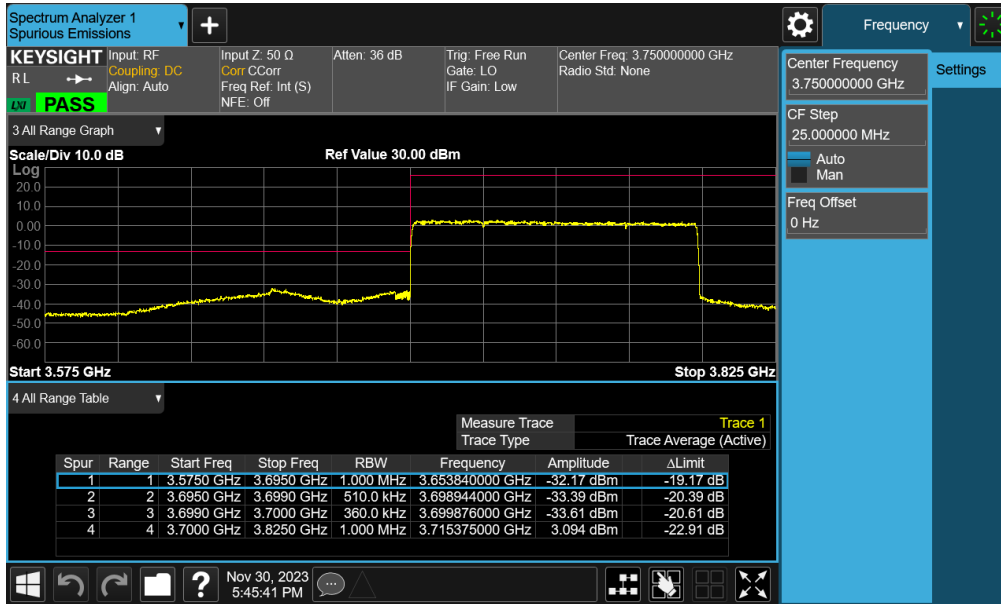 Spectrum Analyzer 1
Spurious Emissions
Frequency
KEYSIGHT
R L
LXI
PASS
Input: RF
Coupling: DC
Align: Auto
Input Z: 50 Ω
Corr CCorr
Freq Ref: Int (S)
NFE: Off
Atten: 36 dB
Trig: Free Run
Gate: LO
IF Gain: Low
Center Freq: 3.750000000 GHz
Radio Std: None
Center Frequency
3.750000000 GHz
Settings
CF Step
25.000000 MHz
Auto
Man
Freq Offset
0 Hz
3 All Range Graph
Scale/Div 10.0 dB
Ref Value 30.00 dBm
Log
20.0
10.0
0.00
-10.0
-20.0
-30.0
-40.0
-50.0
-60.0
Start 3.575 GHz
Stop 3.825 GHz
4 All Range Table
Measure Trace Trace 1
Trace Type Trace Average (Active)
Spur Range Start Freq Stop Freq RBW Frequency Amplitude ΔLimit
1 1 3.5750 GHz 3.6950 GHz 1.000 MHz 3.653840000 GHz -32.17 dBm -19.17 dB
2 2 3.6950 GHz 3.6990 GHz 510.0 kHz 3.698944000 GHz -33.39 dBm -20.39 dB
3 3 3.6990 GHz 3.7000 GHz 360.0 kHz 3.699876000 GHz -33.61 dBm -20.61 dB
4 4 3.7000 GHz 3.8250 GHz 1.000 MHz 3.715375000 GHz 3.094 dBm -22.91 dB
?
Nov 30, 2023
5:45:41 PM